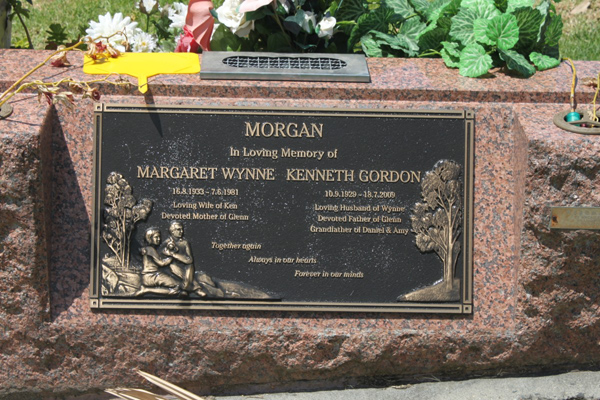 MORGAN
In Loving Memory of
MARGARET WYNNE KENNETH GORDON
16.8.1933 - 7.6.1981
Loving Wife of Ken
Devoted Mother of Glenn
10.9.1929 - 18.7.2009
Loving Husband of Wynne
Devoted Father of Glenn
Grandfather of Daniel & Amy
Together again
Always in our hearts
Forever in our minds